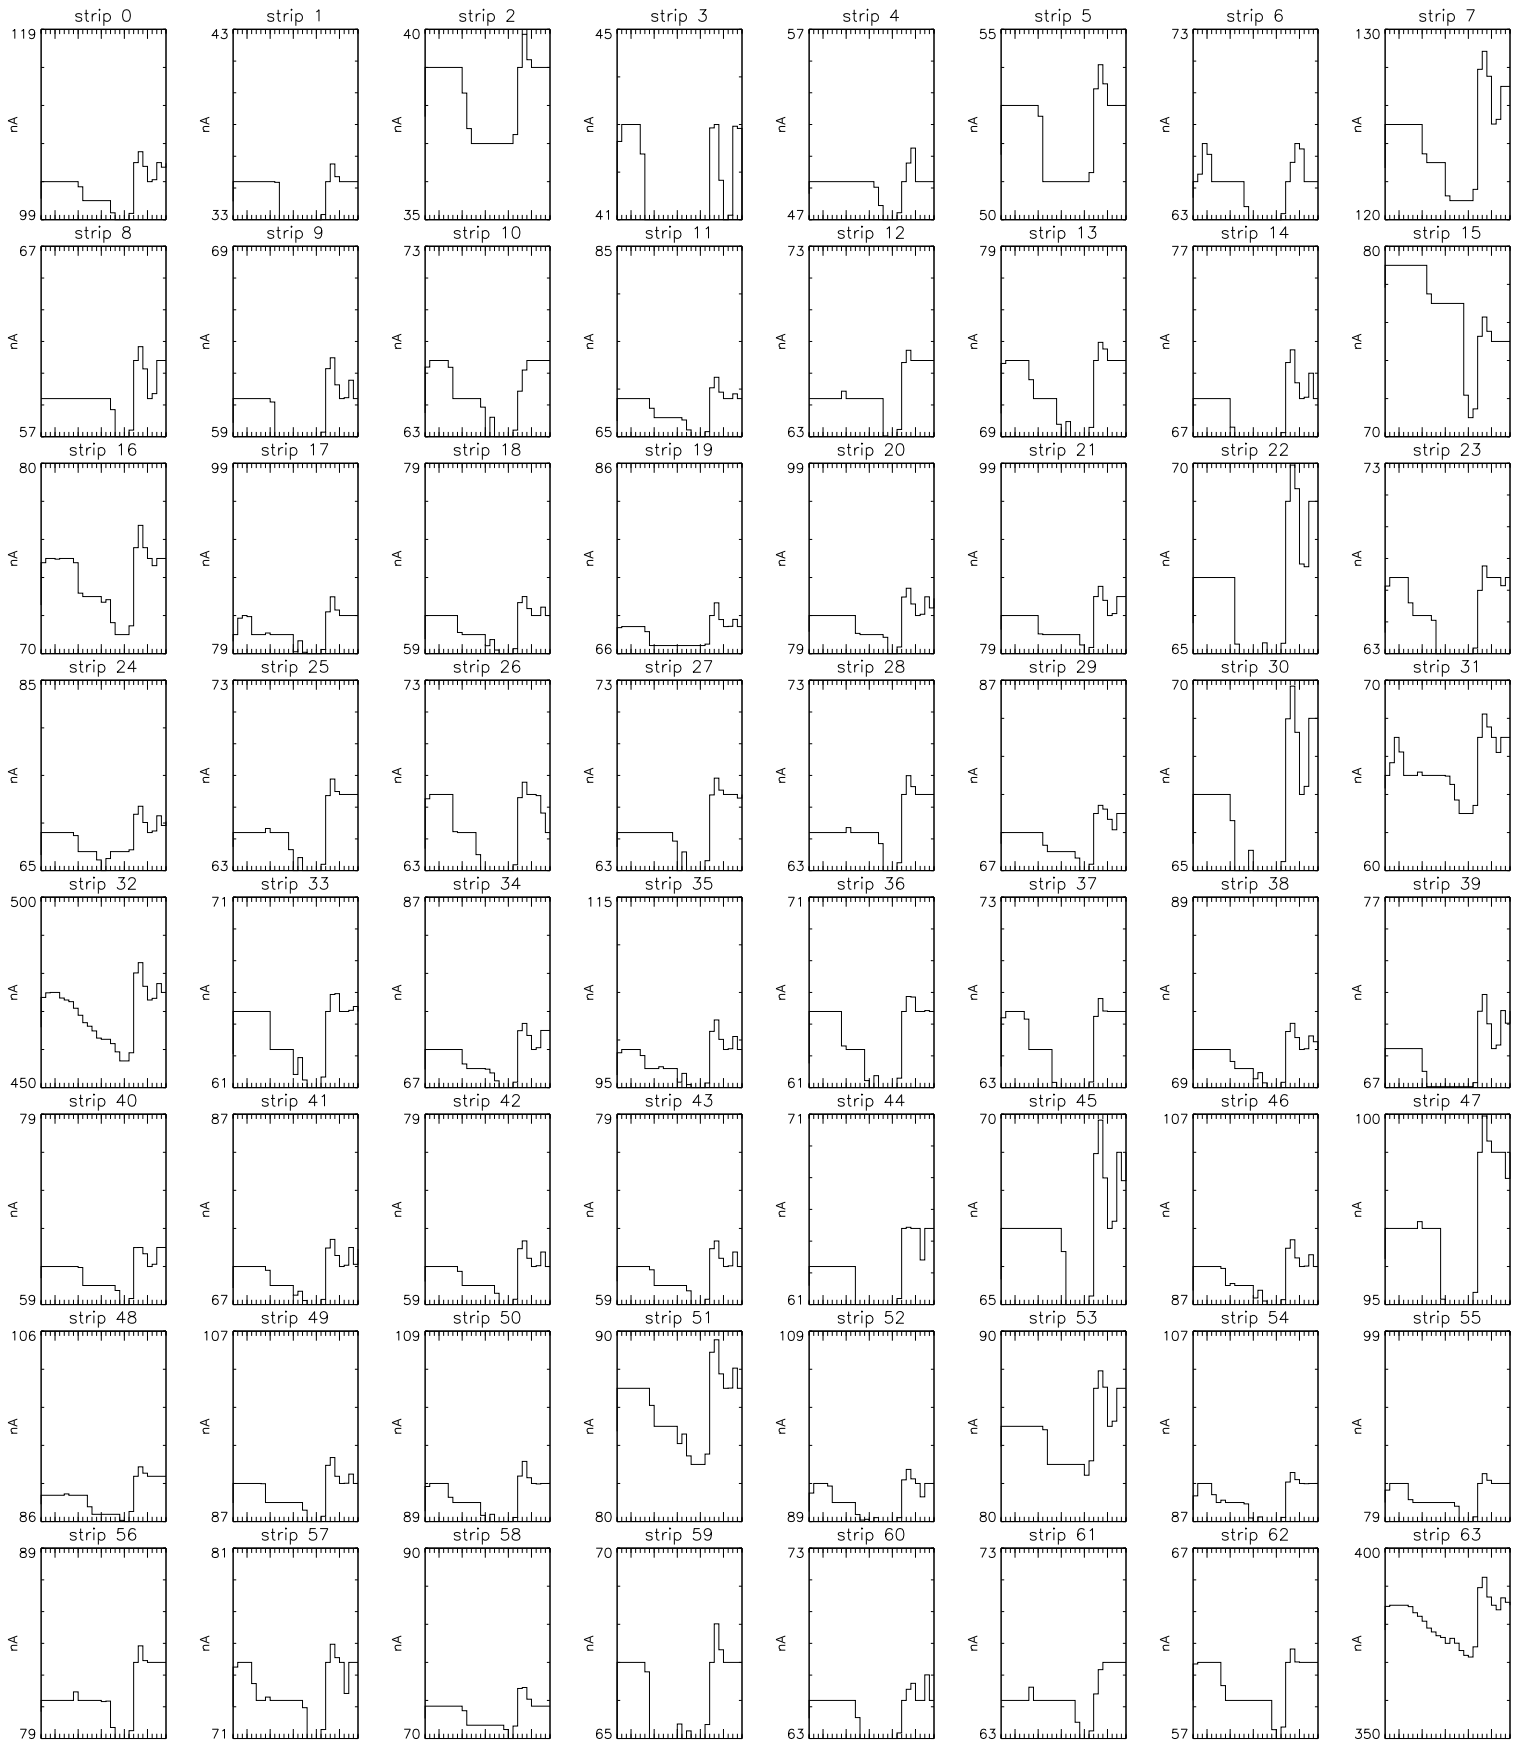 strip 0 strip 1 strip 2 strip 3 strip 4 strip 5 strip 6 strip 7
119 43 40 45 57 55 73 130
nA nA nA nA nA nA nA nA
99 33 35 41 47 50 63 120
strip 8 strip 9 strip 10 strip 11 strip 12 strip 13 strip 14 strip 15
67 69 73 85 73 79 77 80
nA nA nA nA nA nA nA nA
57 59 63 65 63 69 67 70
strip 16 strip 17 strip 18 strip 19 strip 20 strip 21 strip 22 strip 23
80 99 79 86 99 99 70 73
nA nA nA nA nA nA nA nA
70 79 59 66 79 79 65 63
strip 24 strip 25 strip 26 strip 27 strip 28 strip 29 strip 30 strip 31
85 73 73 73 73 87 70 70
nA nA nA nA nA nA nA nA
65 63 63 63 63 67 65 60
strip 32 strip 33 strip 34 strip 35 strip 36 strip 37 strip 38 strip 39
500 71 87 115 71 73 89 77
nA nA nA nA nA nA nA nA
450 61 67 95 61 63 69 67
strip 40 strip 41 strip 42 strip 43 strip 44 strip 45 strip 46 strip 47
79 87 79 79 71 70 107 100
nA nA nA nA nA nA nA nA
59 67 59 59 61 65 87 95
strip 48 strip 49 strip 50 strip 51 strip 52 strip 53 strip 54 strip 55
106 107 109 90 109 90 107 99
nA nA nA nA nA nA nA nA
86 87 89 80 89 80 87 79
strip 56 strip 57 strip 58 strip 59 strip 60 strip 61 strip 62 strip 63
89 81 90 70 73 73 67 400
nA nA nA nA nA nA nA nA
79 71 70 65 63 63 57 350